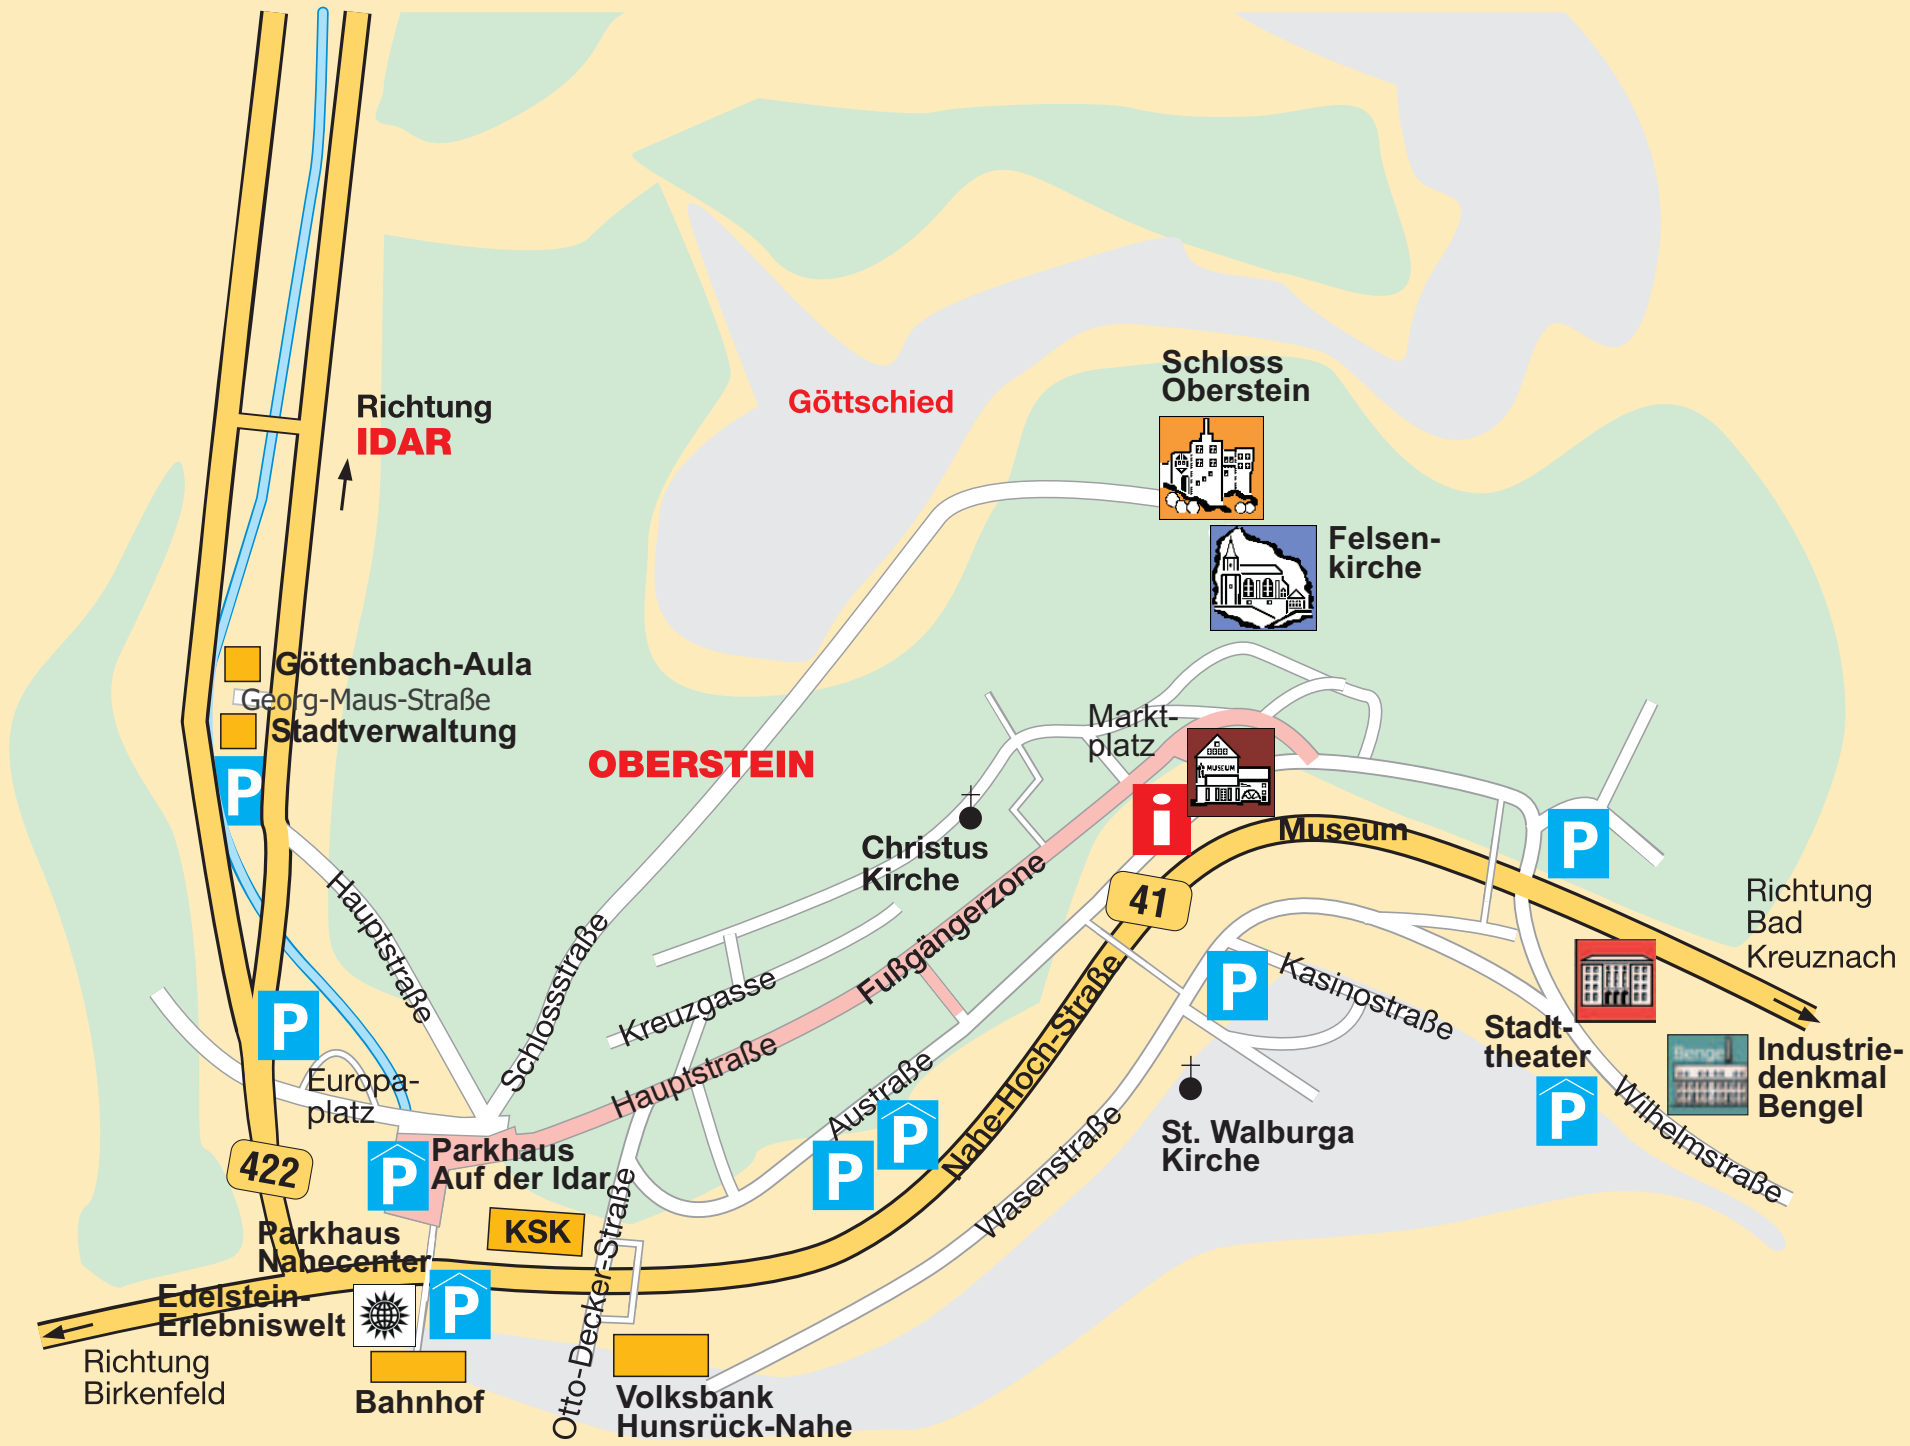 Richtung
IDAR
Göttschied
Schloss
Oberstein
Felsen-
kirche
Göttenbach-Aula
Georg-Maus-Straße
Stadtverwaltung
P
OBERSTEIN
Markt-
platz
MUSEUM
i
Museum
P
Christus
Kirche
Hauptstraße
Schlossstraße
Kreuzgasse
Fußgängerzone
Hauptstraße
41
Richtung
Bad
Kreuznach
P
P
Kasinostraße
Stadt-
theater
Bengel
Industrie-
denkmal
Bengel
P
Wilhelmstraße
Europa-
platz
Austraße
Nahe-Hoch-Straße
P
P
St. Walburga
Kirche
Wasenstraße
422
P
Parkhaus
Auf der Idar
KSK
Otto-Decker-Straße
Parkhaus
Nahecenter
P
Edelstein-
Erlebniswelt
Richtung
Birkenfeld
Bahnhof
Volksbank
Hunsrück-Nahe